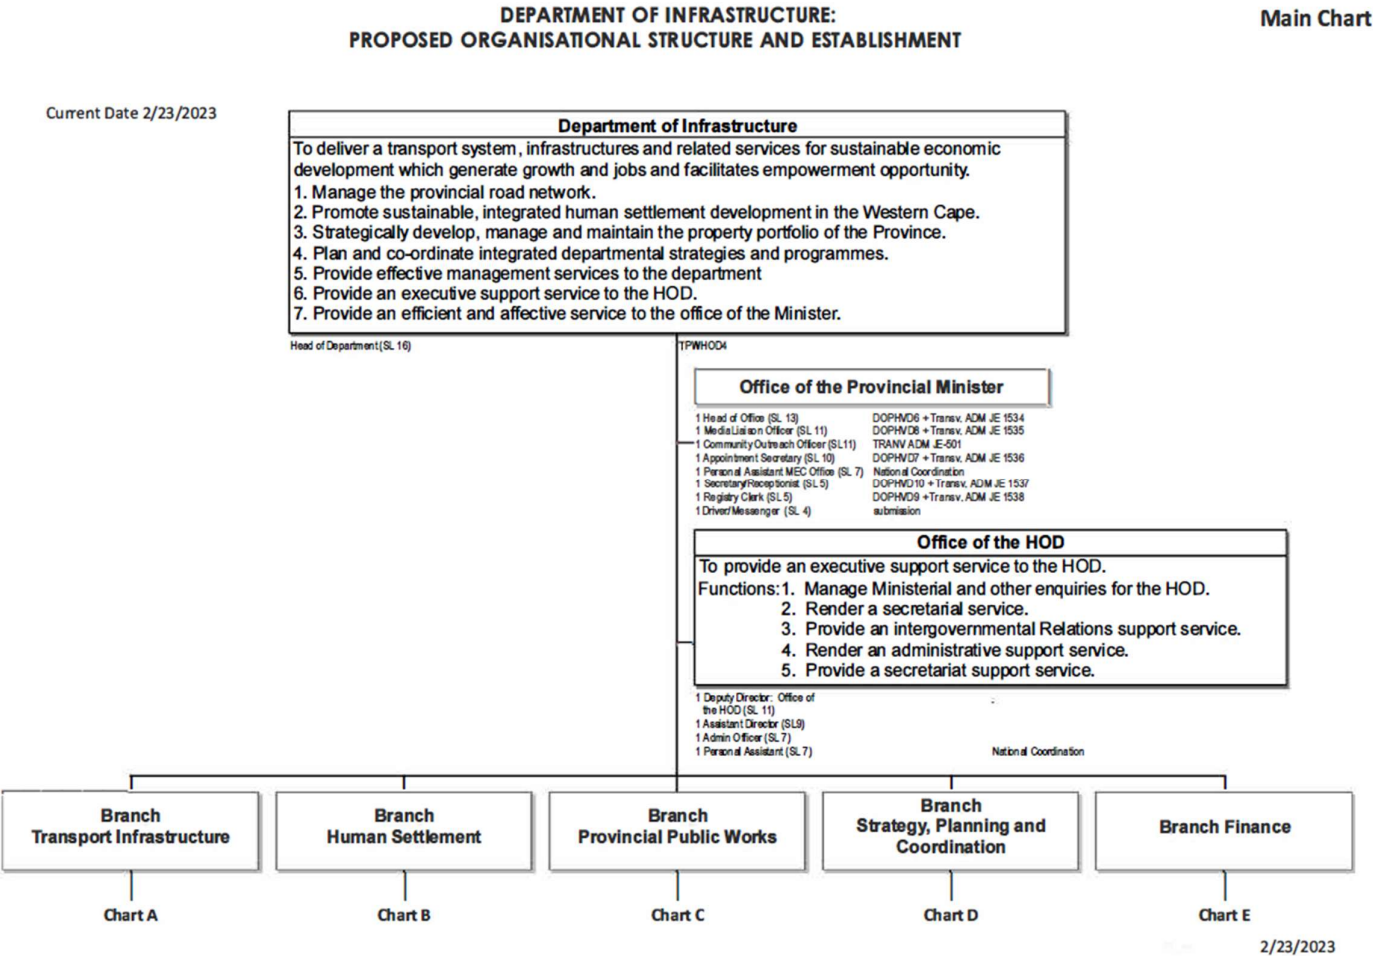 DEPARTMENT OF INFRASTRUCTURE:
PROPOSED ORGANISATIONAL STRUCTURE AND ESTABLISHMENT
Main Chart
Current Date 2/23/2023
Department of Infrastructure
To deliver a transport system, infrastructures and related services for sustainable economic
development which generate growth and jobs and facilitates empowerment opportunity.
1. Manage the provincial road network.
2. Promote sustainable, integrated human settlement development in the Western Cape.
3. Strategically develop, manage and maintain the property portfolio of the Province.
4. Plan and co-ordinate integrated departmental strategies and programmes.
5. Provide effective management services to the department
6. Provide an executive support service to the HOD.
7. Provide an efficient and affective service to the office of the Minister.
Head of Department (SL 16)
TPWHOD4
Office of the Provincial Minister
1 Head of Office (SL 13) DOPHVD6 + Transv. ADM JE 1534
1 Media Liaison Officer (SL 11) DOPHVD8 + Transv. ADM JE 1535
1 Community Outreach Officer (SL11) TRANV ADM JE-501
1 Appointment Secretary (SL 10) DOPHVD7 + Transv. ADM JE 1536
1 Personal Assistant MEC Office (SL 7) National Coordination
1 Secretary/Receptionist (SL 5) DOPHVD10 + Transv. ADM JE 1537
1 Registry Clerk (SL 5) DOPHVD9 + Transv. ADM JE 1538
1 Driver/Messenger (SL 4) submission
Office of the HOD
To provide an executive support service to the HOD.
Functions:1. Manage Ministerial and other enquiries for the HOD.
2. Render a secretarial service.
3. Provide an intergovernmental Relations support service.
4. Render an administrative support service.
5. Provide a secretariat support service.
1 Deputy Director: Office of
the HOD (SL 11) ;
1 Assistant Director (SL9)
1 Admin Officer (SL 7)
1 Personal Assistant (SL 7) National Coordination
Branch
Transport Infrastructure
Branch
Human Settlement
Branch
Provincial Public Works
Branch
Strategy, Planning and
Coordination
Branch Finance
Chart A
Chart B
Chart C
Chart D
Chart E
2/23/2023